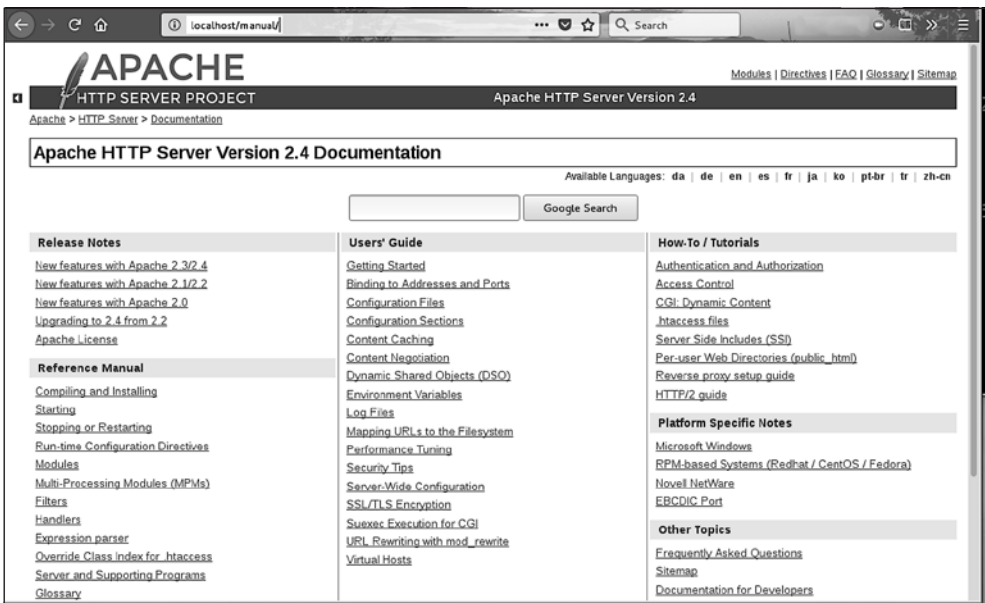 localhost/manual/
Search
APACHE
HTTP SERVER PROJECT
Modules | Directives | FAQ | Glossary | Sitemap
Apache HTTP Server Version 2.4
Apache > HTTP Server > Documentation
Apache HTTP Server Version 2.4 Documentation
Available Languages: da | de | en | es | fr | ja | ko | pt-br | tr | zh-cn
Google Search
Release Notes
New features with Apache 2.3/2.4
New features with Apache 2.1/2.2
New features with Apache 2.0
Upgrading to 2.4 from 2.2
Apache License
Reference Manual
Compiling and Installing
Starting
Stopping or Restarting
Run-time Configuration Directives
Modules
Multi-Processing Modules (MPMs)
Filters
Handlers
Expression parser
Override Class Index for .htaccess
Server and Supporting Programs
Glossary
Users' Guide
Getting Started
Binding to Addresses and Ports
Configuration Files
Configuration Sections
Content Caching
Content Negotiation
Dynamic Shared Objects (DSO)
Environment Variables
Log Files
Mapping URLs to the Filesystem
Performance Tuning
Security Tips
Server-Wide Configuration
SSL/TLS Encryption
Suexec Execution for CGI
URL Rewriting with mod_rewrite
Virtual Hosts
How-To / Tutorials
Authentication and Authorization
Access Control
CGI: Dynamic Content
.htaccess files
Server Side Includes (SSI)
Per-user Web Directories (public_html)
Reverse proxy setup guide
HTTP/2 guide
Platform Specific Notes
Microsoft Windows
RPM-based Systems (Redhat / CentOS / Fedora)
Novell NetWare
EBCDIC Port
Other Topics
Frequently Asked Questions
Sitemap
Documentation for Developers